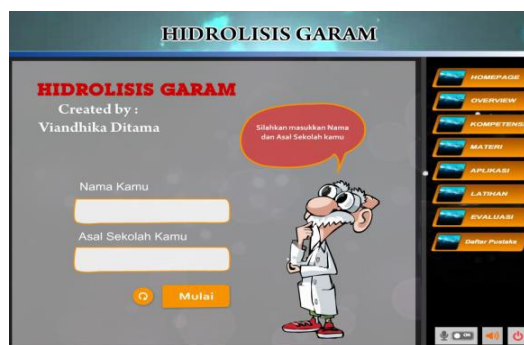 HIDROLISIS GARAM
HIDROLISIS GARAM
Created by :
Viandhika Ditama
Silahkan masukkan Nama
dan Asal Sekolah kamu
Nama Kamu
Asal Sekolah Kamu
Mulai
HOMEPAGE
OVERVIEW
KOMPETENSI
MATERI
APLIKASI
LATIHAN
EVALUASI
Daftar Pustaka
ON